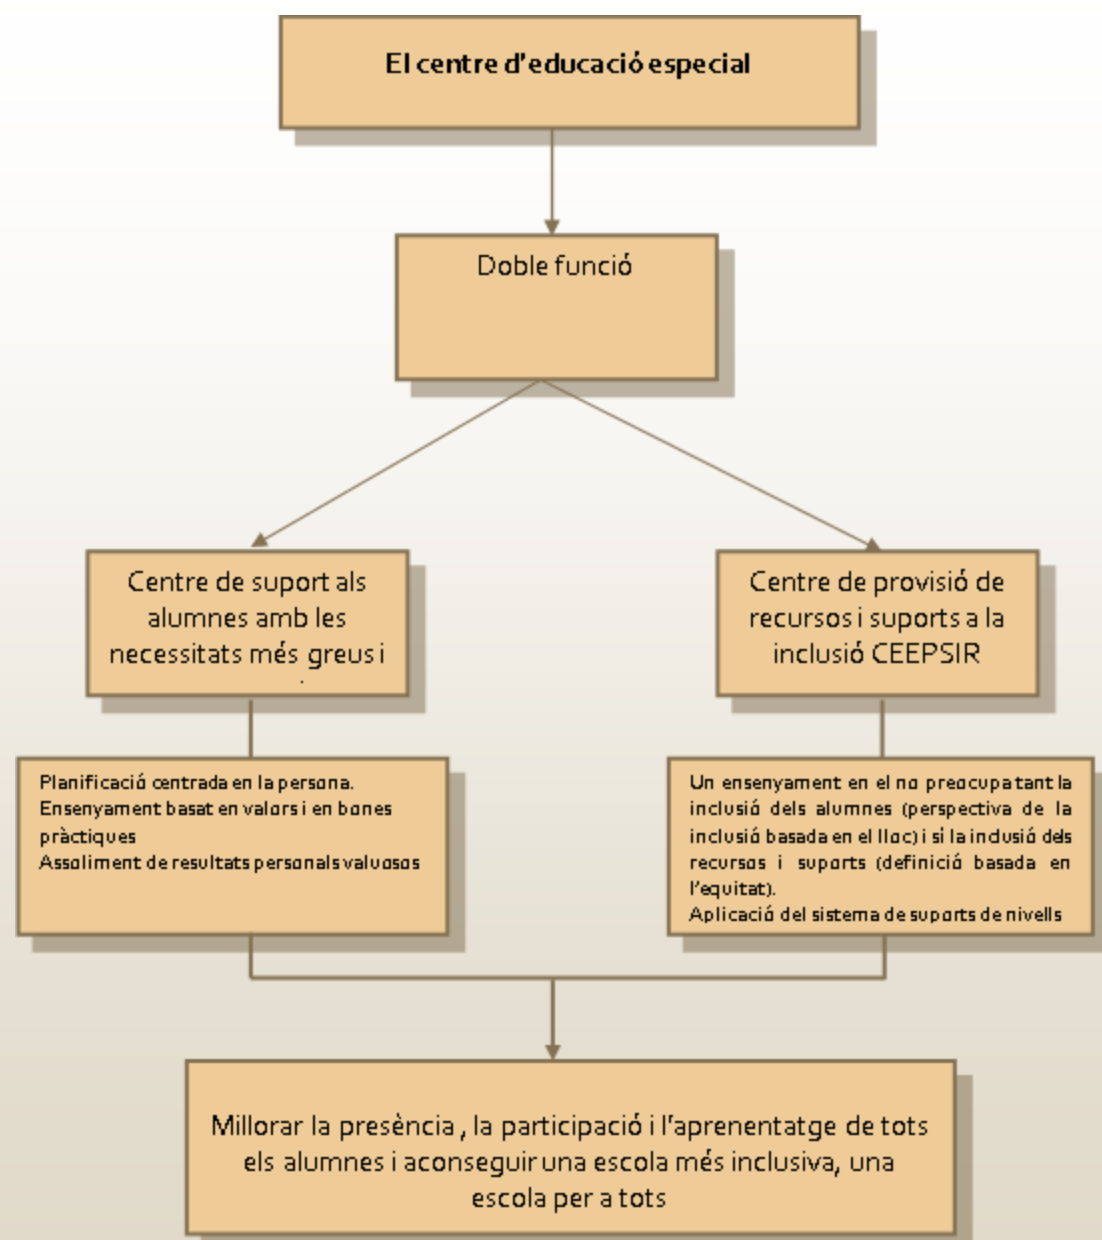 El centre d'educació especial
Doble funció
Centre de suport als
alumnes amb les
necessitats més greus i
Centre de provisió de
recursos i suports a la
inclusió CEEPSIR
Planificació centrada en la persona.
Ensenyament basat en valors i en bones
pràctiques
Assoliment de resultats personals valuosos
Un ensenyament en el no preocupa tant la
inclusió dels alumnes (perspectiva de la
inclusió basada en el lloc) i sí la inclusió dels
recursos i suports (definició basada en
l'equitat).
Aplicació del sistema de suports de nivells
Millorar la presència , la participació i l'aprenentatge de tots
els alumnes i aconseguir una escola més inclusiva, una
escola per a tots